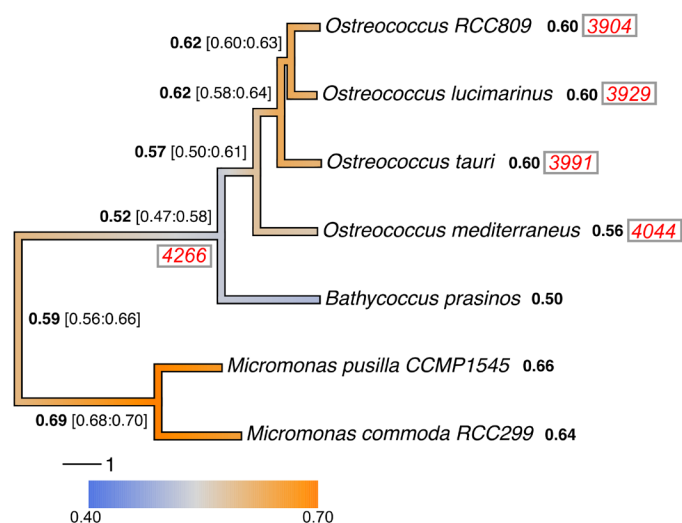 Ostreococcus RCC809 0.60 3904
0.62 [0.60:0.63]
0.62 [0.58:0.64]
Ostreococcus lucimarinus 0.60 3929
0.57 [0.50:0.61]
Ostreococcus tauri 0.60 3991
0.52 [0.47:0.58]
Ostreococcus mediterraneus 0.56 4044
4266
Bathycoccus prasinos 0.50
0.59 [0.56:0.66]
Micromonas pusilla CCMP1545 0.66
0.69 [0.68:0.70]
Micromonas commoda RCC299 0.64
1
0.40 0.70